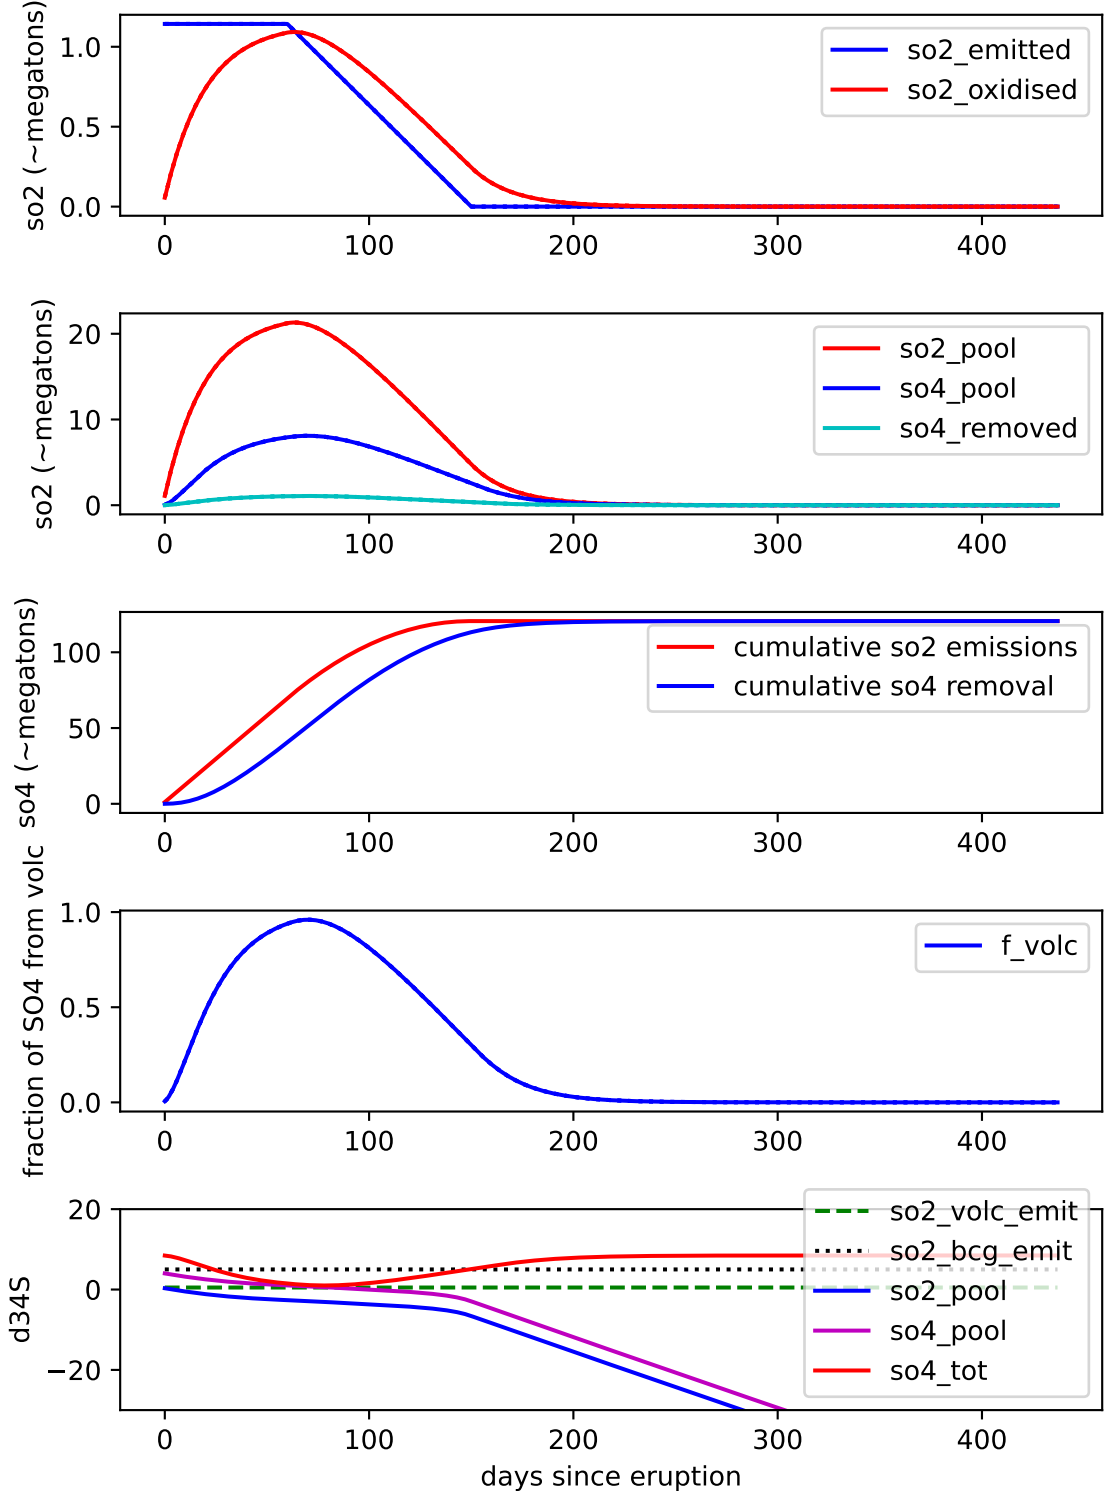 so2 (~megatons)
1.0
0.5
0.0
so2_emitted
so2_oxidised
0
100
200
300
400
so2 (~megatons)
20
10
0
so2_pool
so4_pool
so4_removed
0
100
200
300
400
so4 (~megatons)
100
50
0
cumulative so2 emissions
cumulative so4 removal
0
100
200
300
400
fraction of SO4 from volc
1.0
0.5
0.0
f_volc
0
100
200
300
400
d34S
20
0
−20
so2_volc_emit
so2_bcg_emit
so2_pool
so4_pool
so4_tot
0
100
200
300
400
days since eruption